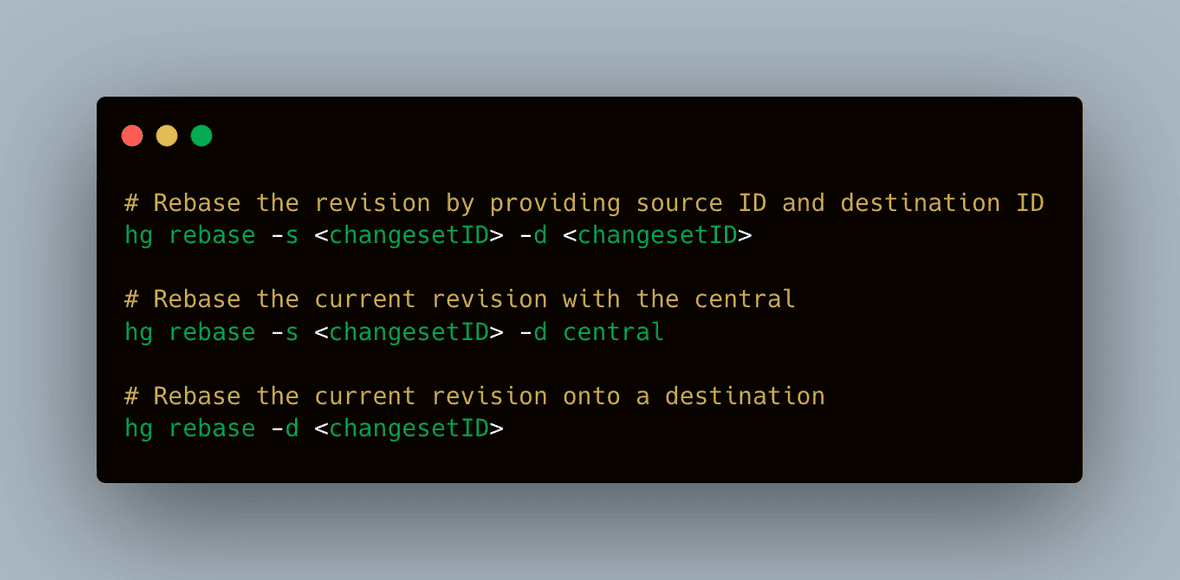 # Rebase the revision by providing source ID and destination ID
hg rebase -s <changesetID> -d <changesetID>
# Rebase the current revision with the central
hg rebase -s <changesetID> -d central
# Rebase the current revision onto a destination
hg rebase -d <changesetID>